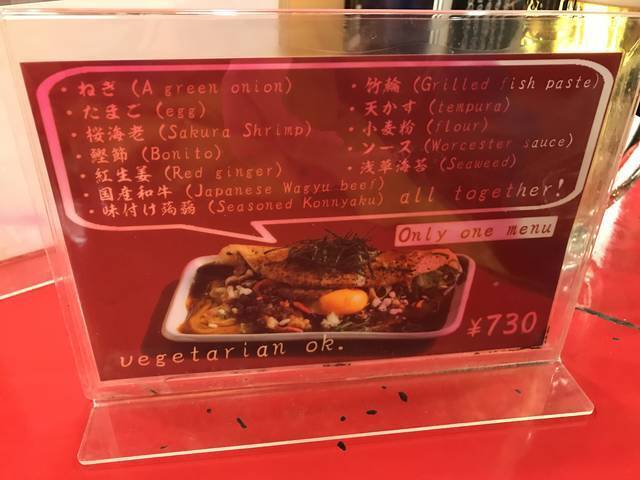 ・ねぎ (A green onion)
・たまご (egg)
・桜海老 (Sakura Shrimp)
・鰹節 (Bonito)
・紅生姜 (Red ginger)
・国産和牛 (Japanese Wagyu beef)
・味付け蒟蒻 (Seasoned Konnyaku)
・竹輪 (Grilled fish paste)
・天かす (tempura)
・小麦粉 (flour)
・ソース (Worcester sauce)
・浅草海苔 (Seaweed)
all together!
Only one menu
¥730
vegetarian ok.